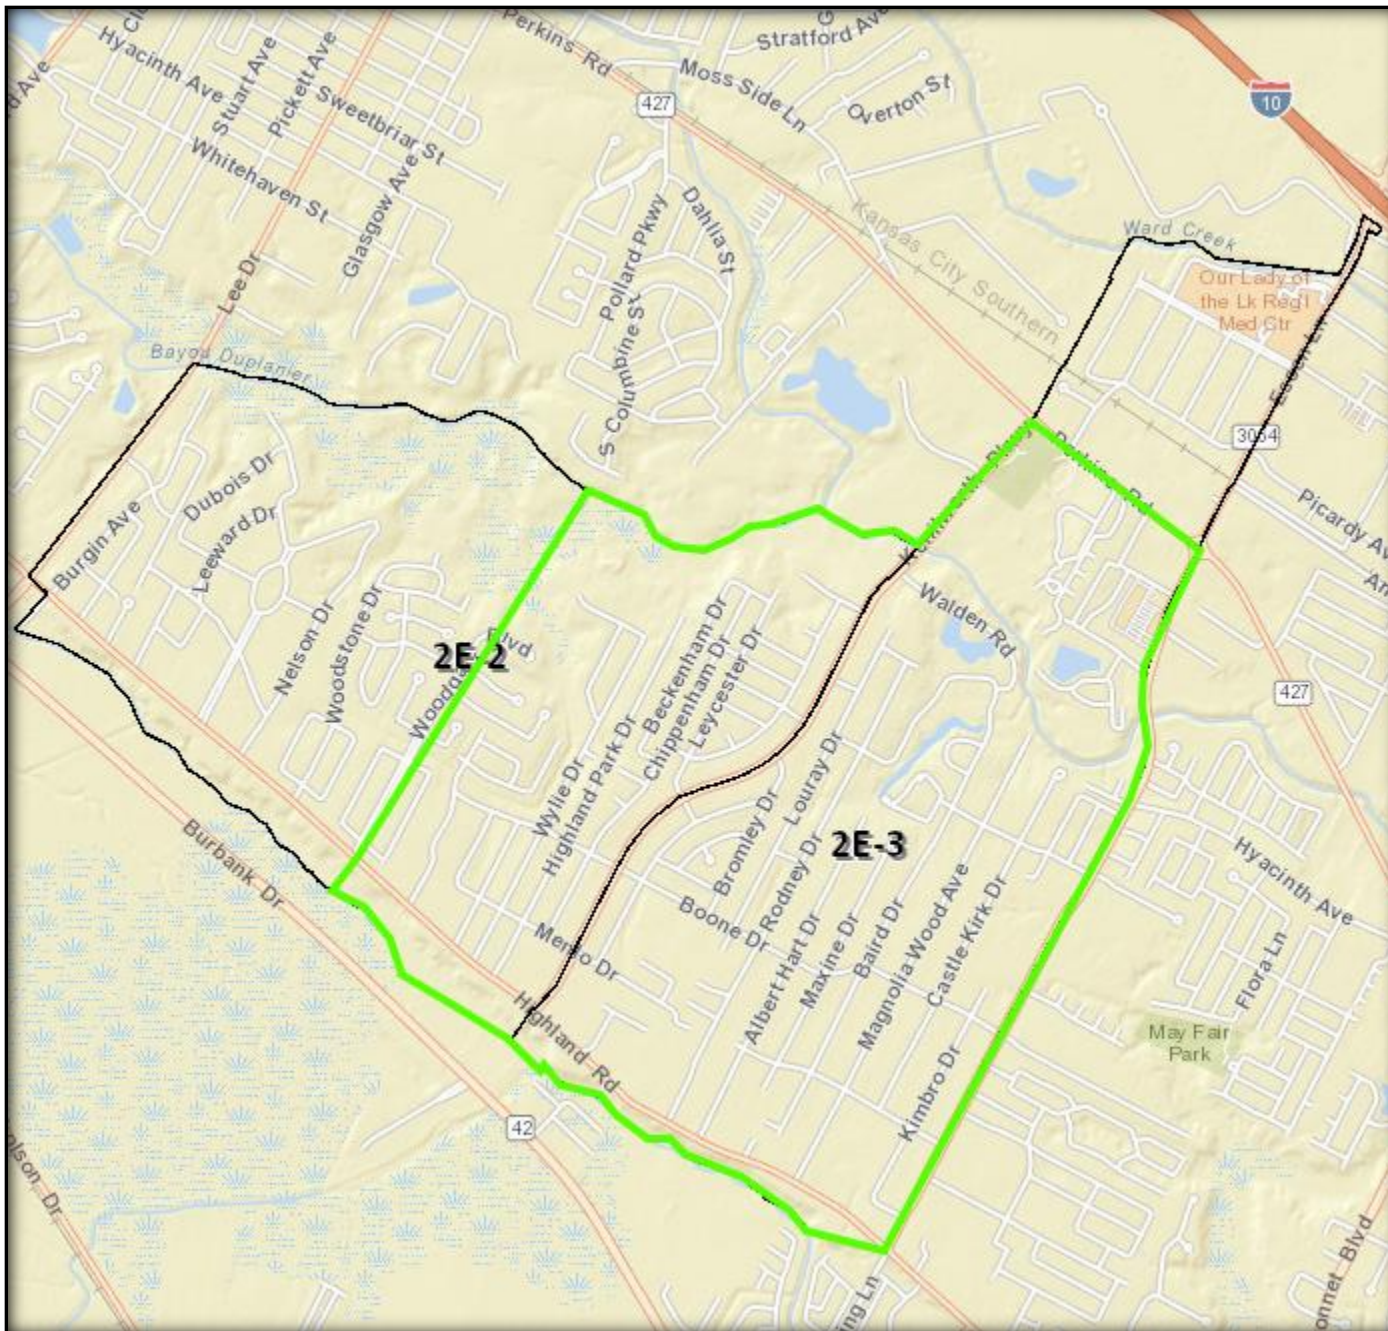 Perkins Rd
Stratford Ave
Hyacinth Ave
Stuart Ave
Pickett Ave
Sweetbriar St
Moss Side Ln
Overton St
427
10
Whitehaven St
Glasgow Ave
Lee Dr
Pollard Pkwy
Dahlia St
Kansas City Southern
Ward Creek
Our Lady of
the Lk Reg'l
Med Ctr
Essen Ln
Bayou Duplantier
S Columbine St
3064
Perkins Rd
Picardy
Dubois Dr
Leeward Dr
Burgin Ave
Nelson Dr
Woodstone Dr
2E-2
Blvd
Beckenham Dr
Chippenham Dr
Leycester Dr
Walden Rd
427
Wylie Dr
Highland Park Dr
Louray Dr
Bromley Dr
Rodney Dr
2E-3
Burbank Dr
Boone Dr
Albert Hart Dr
Maxine Dr
Baird Dr
Magnolia Wood Ave
Castle Kirk Dr
Hyacinth Ave
Flora Ln
Highland Rd
May Fair
Park
Kimbro Dr
42